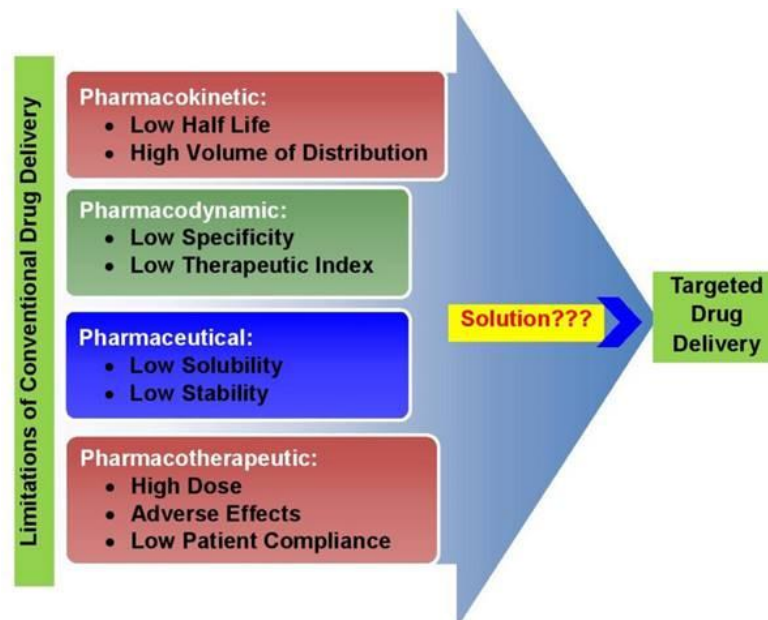 Limitations of Conventional Drug Delivery
Pharmacokinetic:
• Low Half Life
• High Volume of Distribution
Pharmacodynamic:
• Low Specificity
• Low Therapeutic Index
Pharmaceutical:
• Low Solubility
• Low Stability
Pharmacotherapeutic:
• High Dose
• Adverse Effects
• Low Patient Compliance
Solution???
Targeted
Drug
Delivery